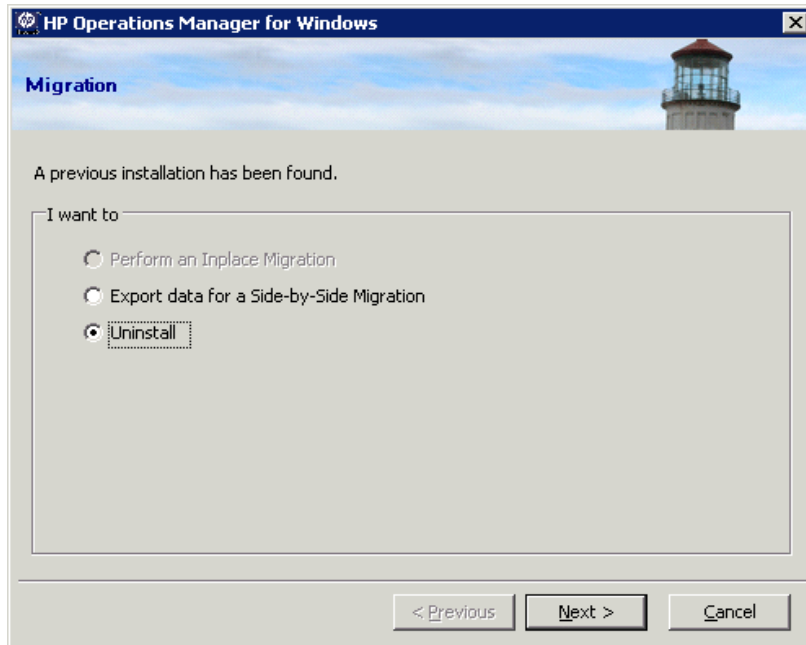 HP Operations Manager for Windows
Migration
A previous installation has been found.
I want to
Perform an Inplace Migration
Export data for a Side-by-Side Migration
Uninstall
< Previous
Next >
Cancel